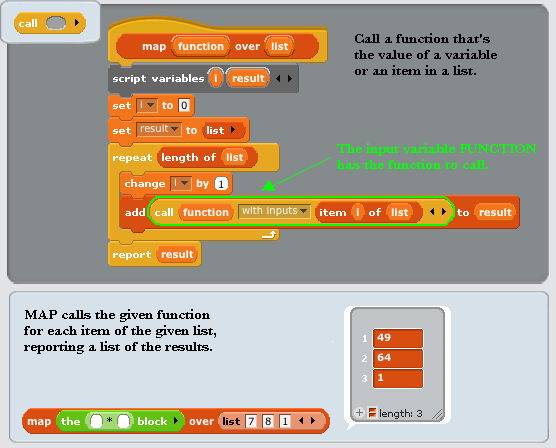 call
map function over list
Call a function that's
the value of a variable
or an item in a list.
script variables i result
set i to 0
set result to list
The input variable FUNCTION
has the function to call.
repeat length of list
change i by 1
add call function with inputs item i of list to result
report result
MAP calls the given function
for each item of the given list,
reporting a list of the results.
1 49
2 64
3 1
+ length: 3
map the * block over list 7 8 1